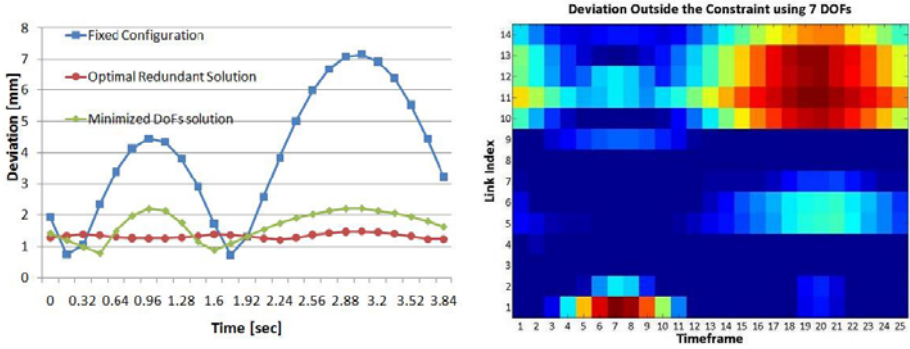 8
7
6
5
4
3
2
1
0
Deviation [mm]
Fixed Configuration
Optimal Redundant Solution
Minimized DoFs solution
0 0.32 0.64 0.96 1.28 1.6 1.92 2.24 2.56 2.88 3.2 3.52 3.84
Time [sec]
Deviation Outside the Constraint using 7 DOFs
14
13
12
11
10
9
8
7
6
5
4
3
2
1
Link Index
1 2 3 4 5 6 7 8 9 10 11 12 13 14 15 16 17 18 19 20 21 22 23 24 25
Timeframe